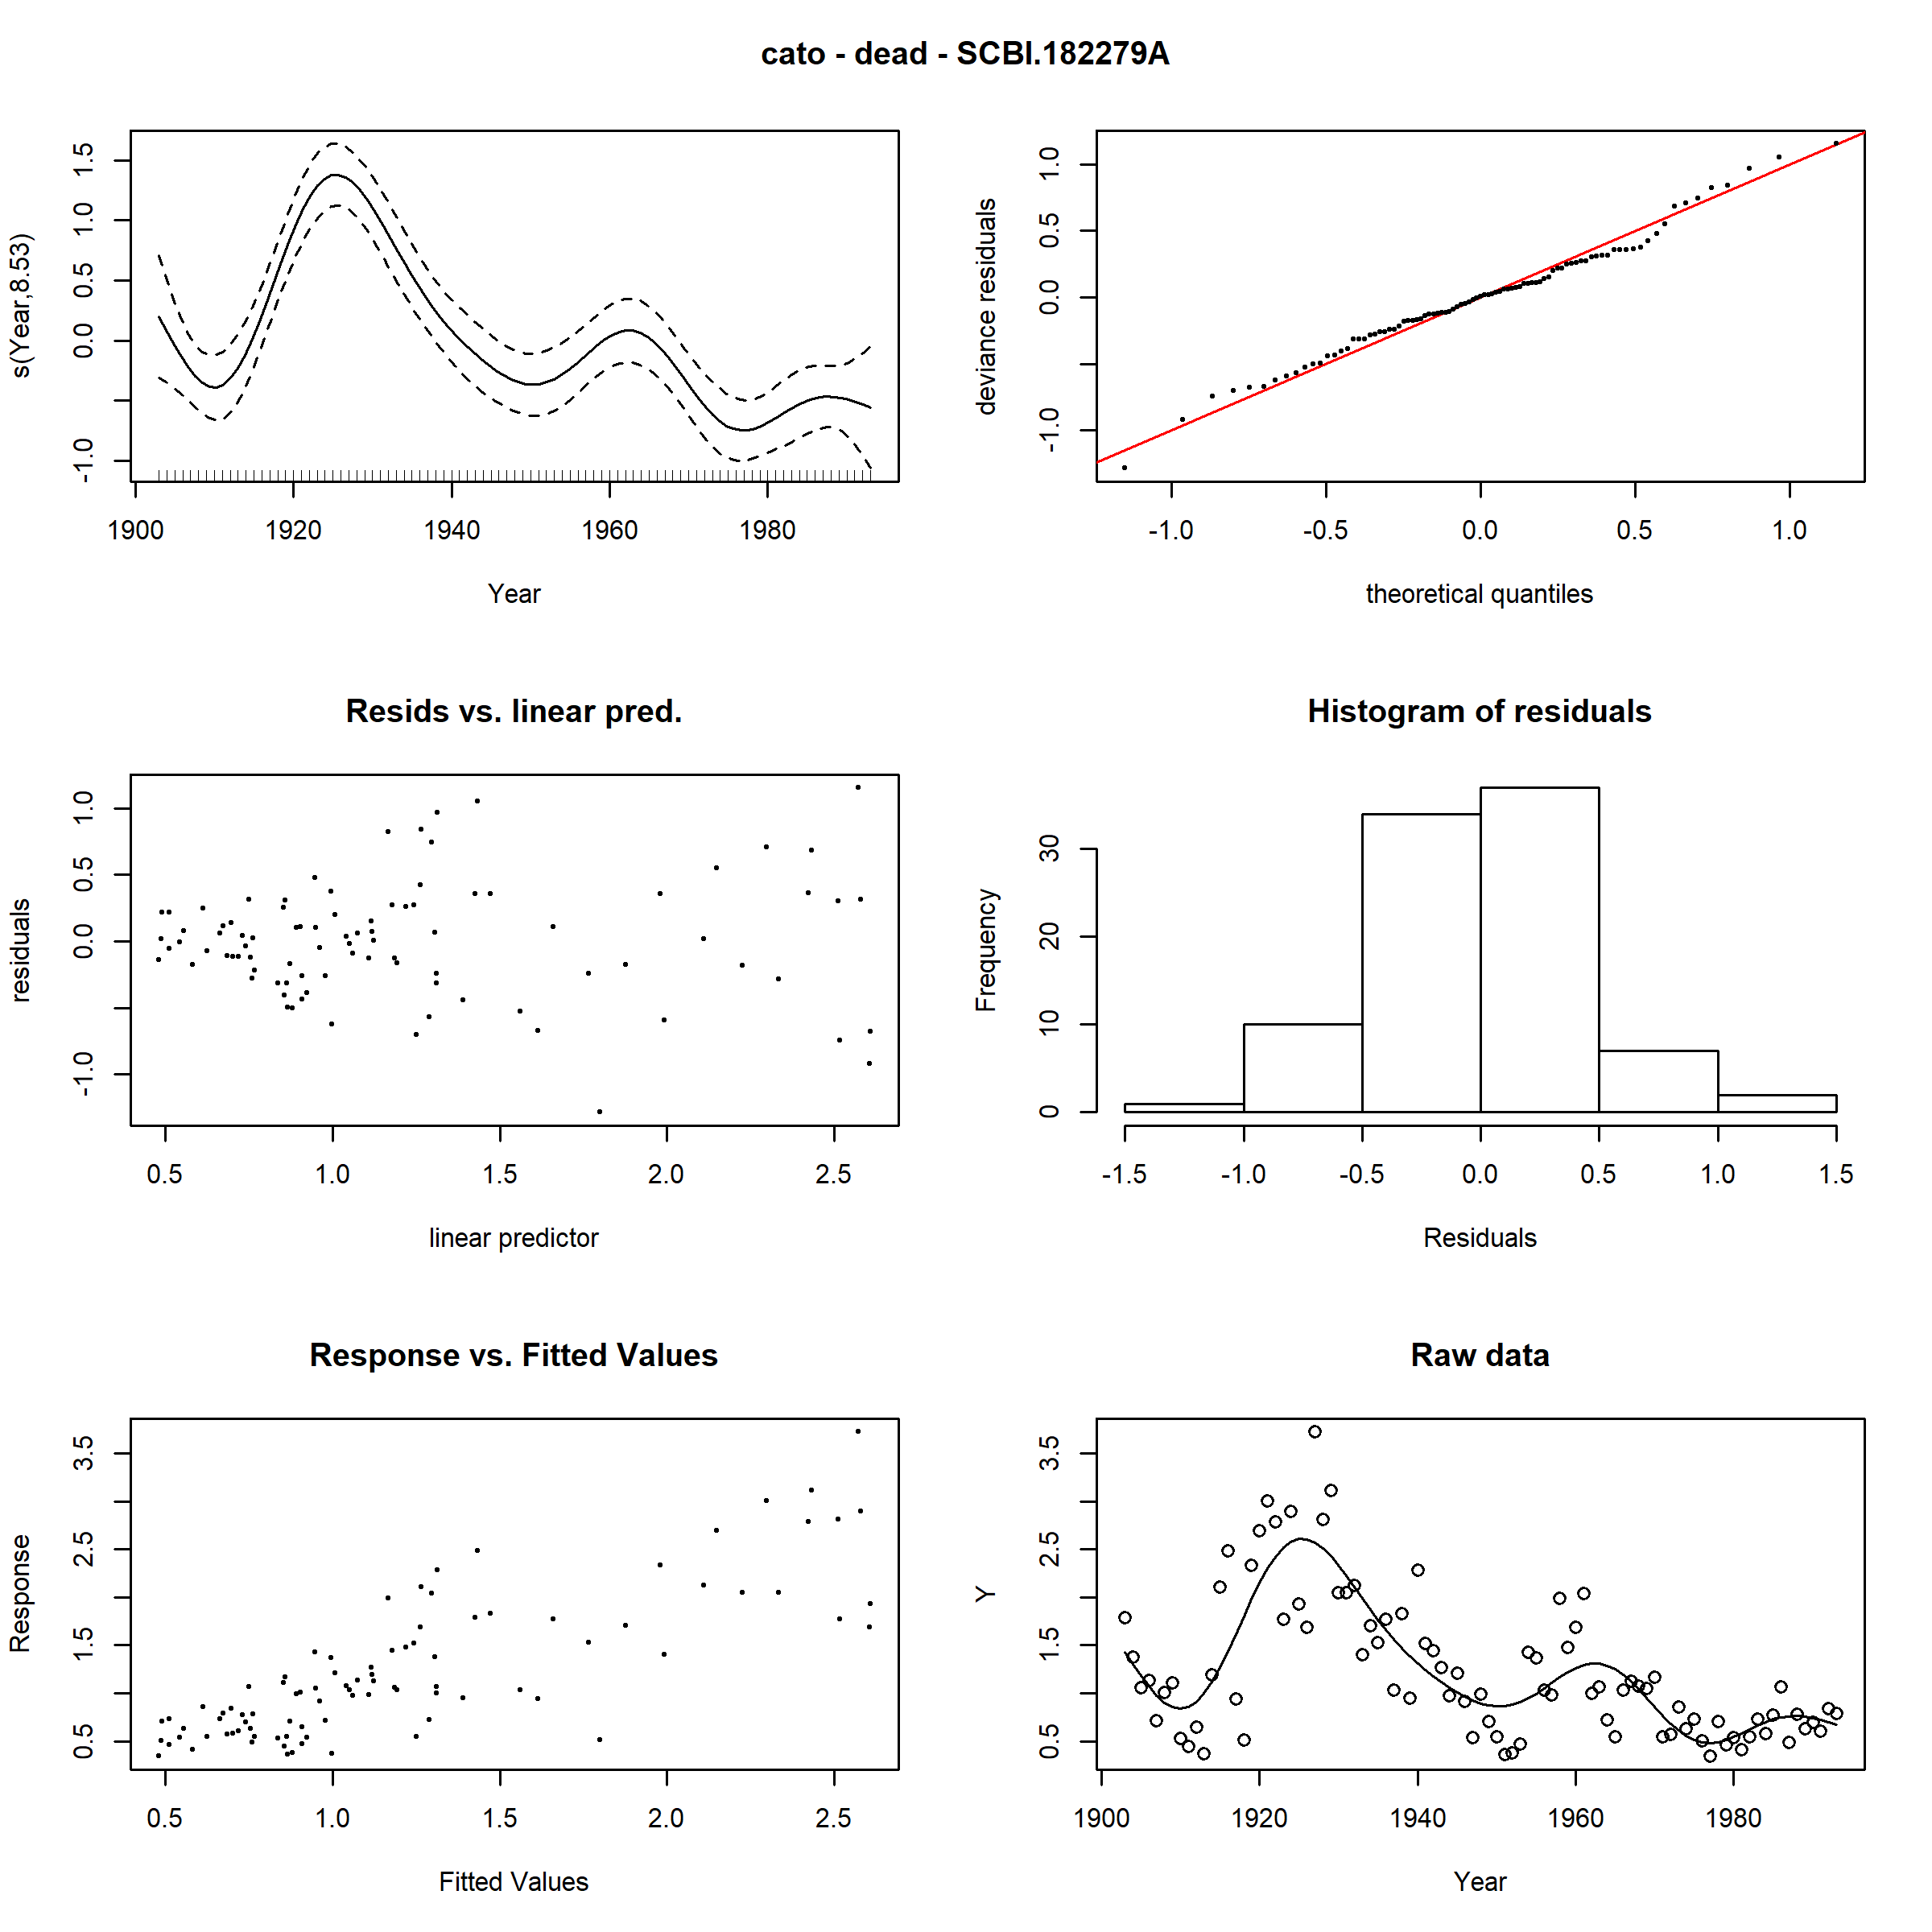 cato - dead - SCBI.182279A
s(Year,8.53)
1.5
1.0
0.5
0.0
-1.0
1900 1920 1940 1960 1980
Year
deviance residuals
1.0
0.5
0.0
-1.0
-1.0 -0.5 0.0 0.5 1.0
theoretical quantiles
Resids vs. linear pred.
residuals
1.0
0.5
0.0
-1.0
0.5 1.0 1.5 2.0 2.5
linear predictor
Histogram of residuals
Frequency
30
20
10
0
-1.5 -1.0 -0.5 0.0 0.5 1.0 1.5
Residuals
Response vs. Fitted Values
Response
3.5
2.5
1.5
0.5
0.5 1.0 1.5 2.0 2.5
Fitted Values
Raw data
Y
3.5
2.5
1.5
0.5
1900 1920 1940 1960 1980
Year